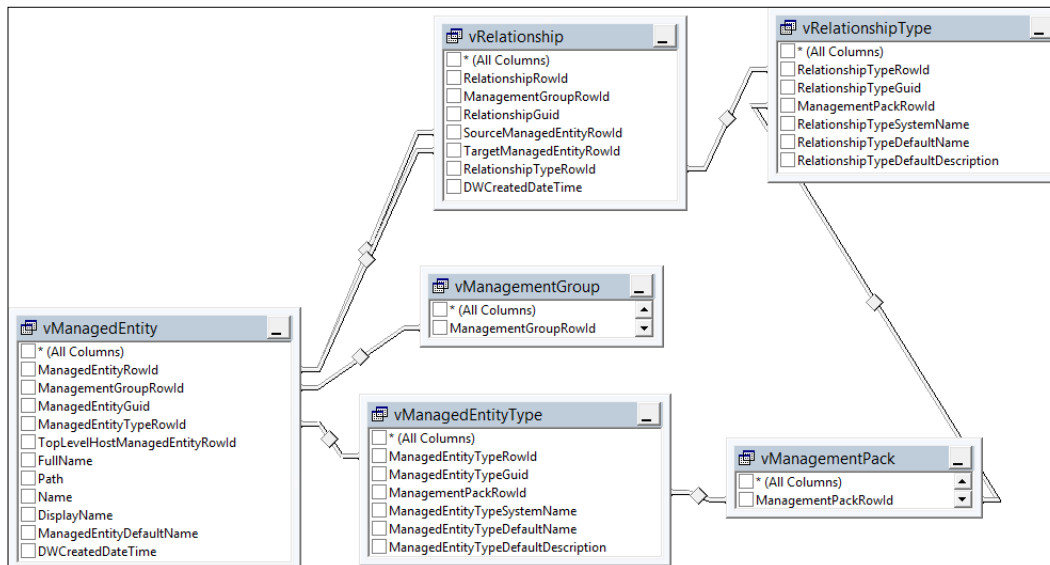 vRelationship
* (All Columns)
RelationshipRowId
ManagementGroupRowId
RelationshipGuid
SourceManagedEntityRowId
TargetManagedEntityRowId
RelationshipTypeRowId
DWCreatedDateTime
vRelationshipType
* (All Columns)
RelationshipTypeRowId
RelationshipTypeGuid
ManagementPackRowId
RelationshipTypeSystemName
RelationshipTypeDefaultName
RelationshipTypeDefaultDescription
vManagementGroup
* (All Columns)
ManagementGroupRowId
vManagedEntity
* (All Columns)
ManagedEntityRowId
ManagementGroupRowId
ManagedEntityGuid
ManagedEntityTypeRowId
TopLevelHostManagedEntityRowId
FullName
Path
Name
DisplayName
ManagedEntityDefaultName
DWCreatedDateTime
vManagedEntityType
* (All Columns)
ManagedEntityTypeRowId
ManagedEntityTypeGuid
ManagementPackRowId
ManagedEntityTypeSystemName
ManagedEntityTypeDefaultName
ManagedEntityTypeDefaultDescription
vManagementPack
* (All Columns)
ManagementPackRowId